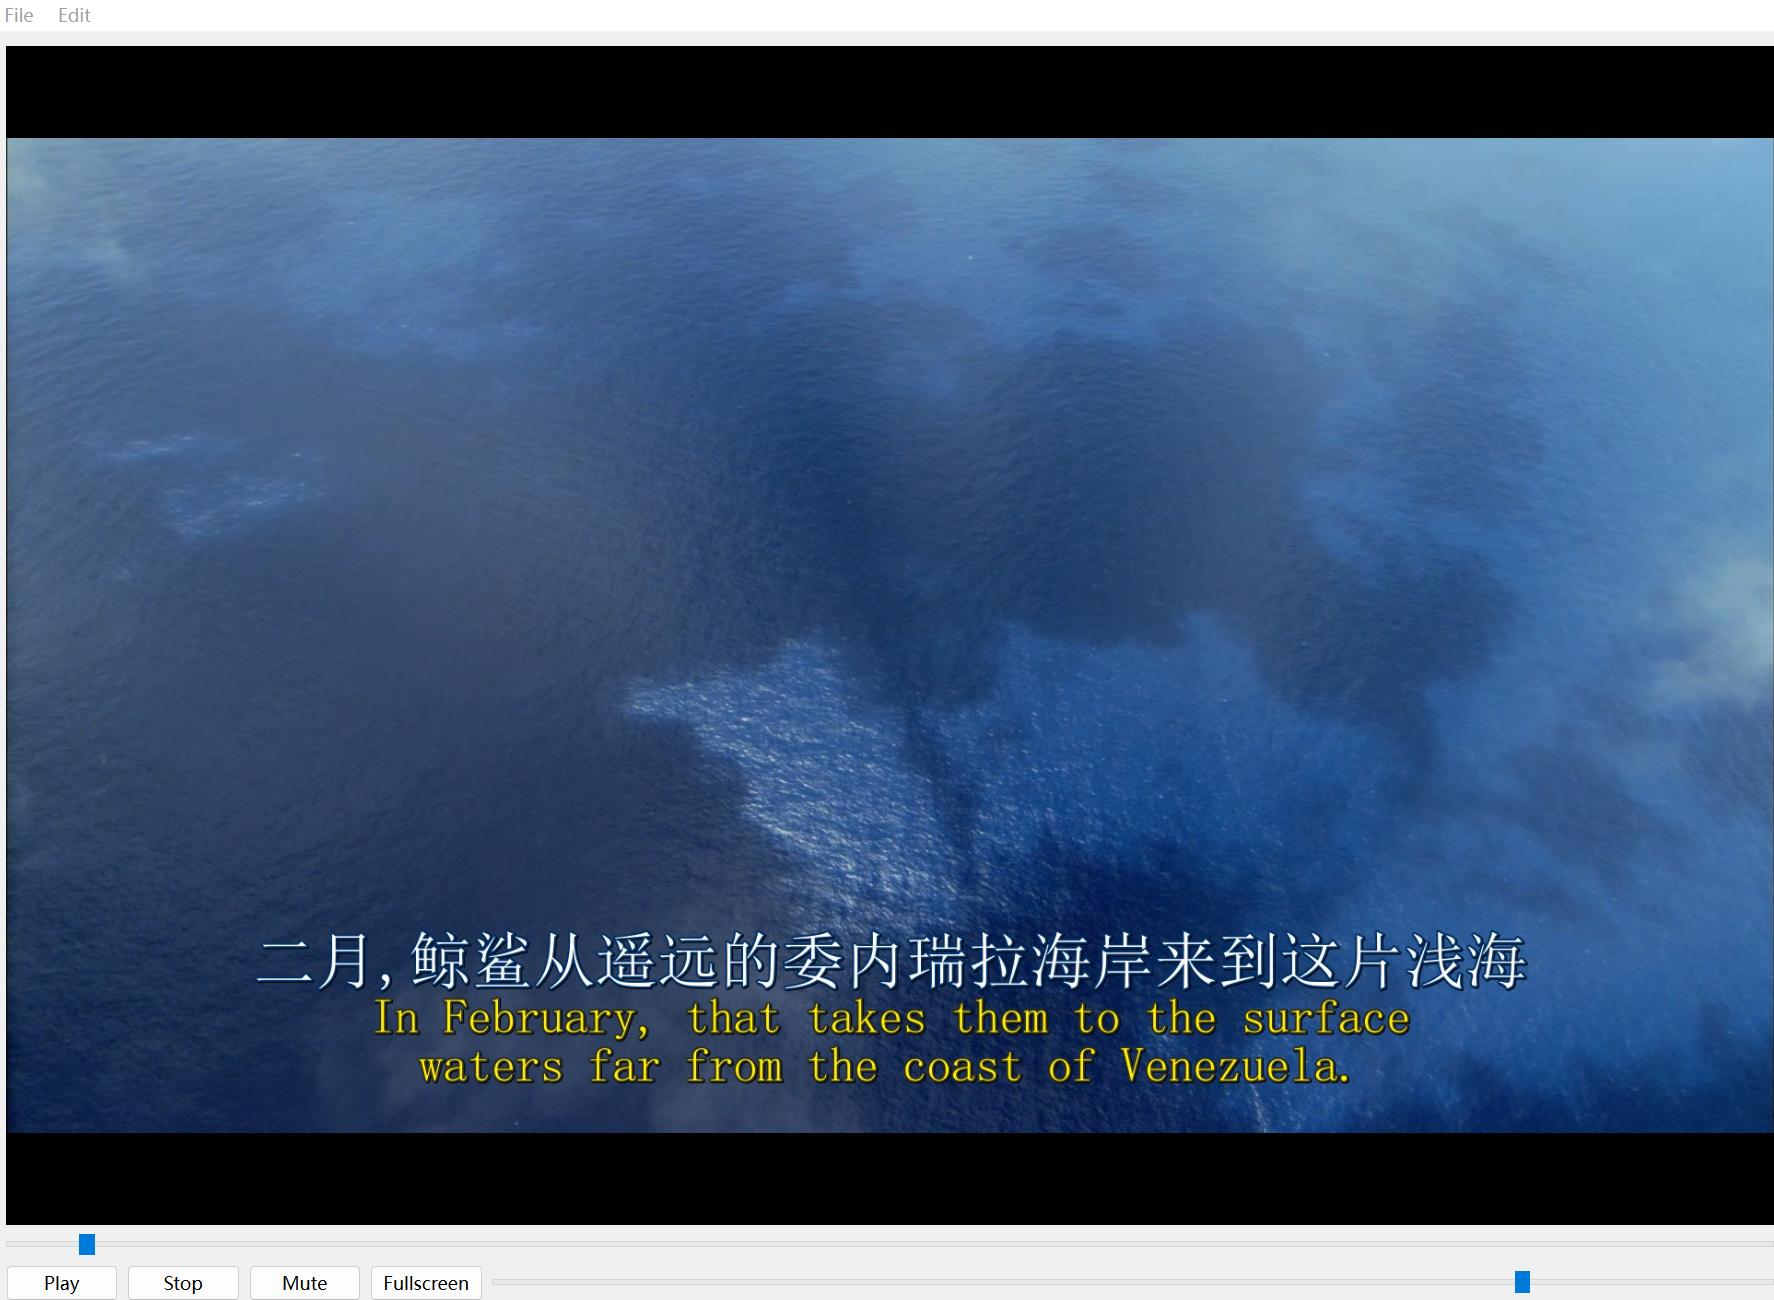 File Edit
二月,鲸鲨从遥远的委内瑞拉海岸来到这片浅海
In February, that takes them to the surface
waters far from the coast of Venezuela.
Play Stop Mute Fullscreen